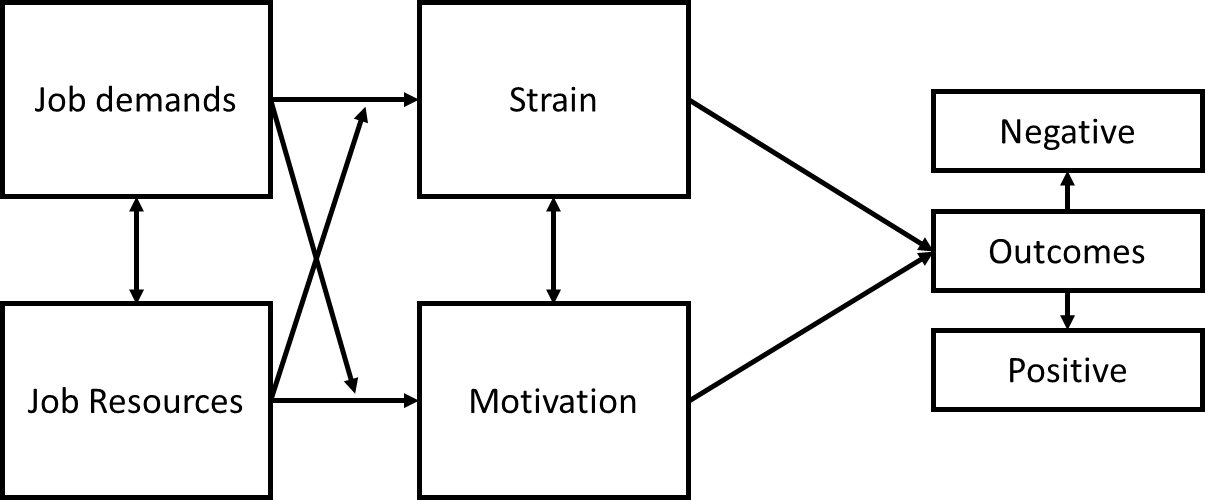 Job demands
Strain
Negative
Outcomes
Job Resources
Motivation
Positive